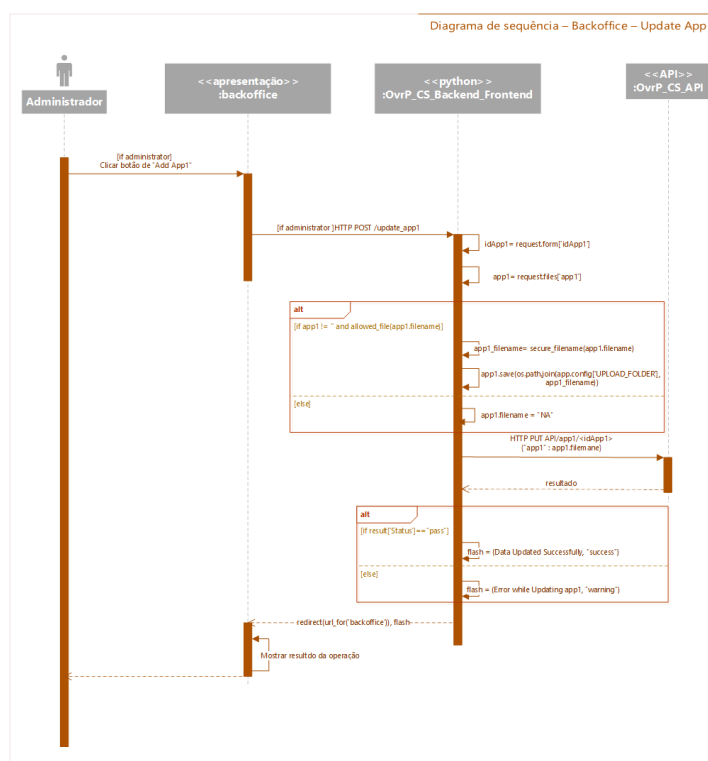 Diagrama de sequência – Backoffice – Update App
Administrador
<<apresentação>>
:backoffice
<<python>>
:OvrP_CS_Backend_Frontend
<<API>>
:OvrP_CS_API
[if administrator]
Clicar botão de "Add App1"
[if administrator ]HTTP POST /update_app1
idApp1= request.form['idApp1']
app1= request.files['app1']
alt
[if app1 != '' and allowed_file(app1.filename)]
app1_filename= secure_filename(app1.filename)
app1.save(os.path.join(app.config['UPLOAD_FOLDER'],
app1_filename))
[else]
app1.filename = "NA"
HTTP PUT API/app1/<idApp1>
{"app1" : app1.filemane}
resultado
alt
[if result['Status']=="pass"]
flash = (Data Updated Successfully, "success")
[else]
flash = (Error while Updating app1, "warning")
redirect(url_for('backoffice')), flash
Mostrar resultdo da operação